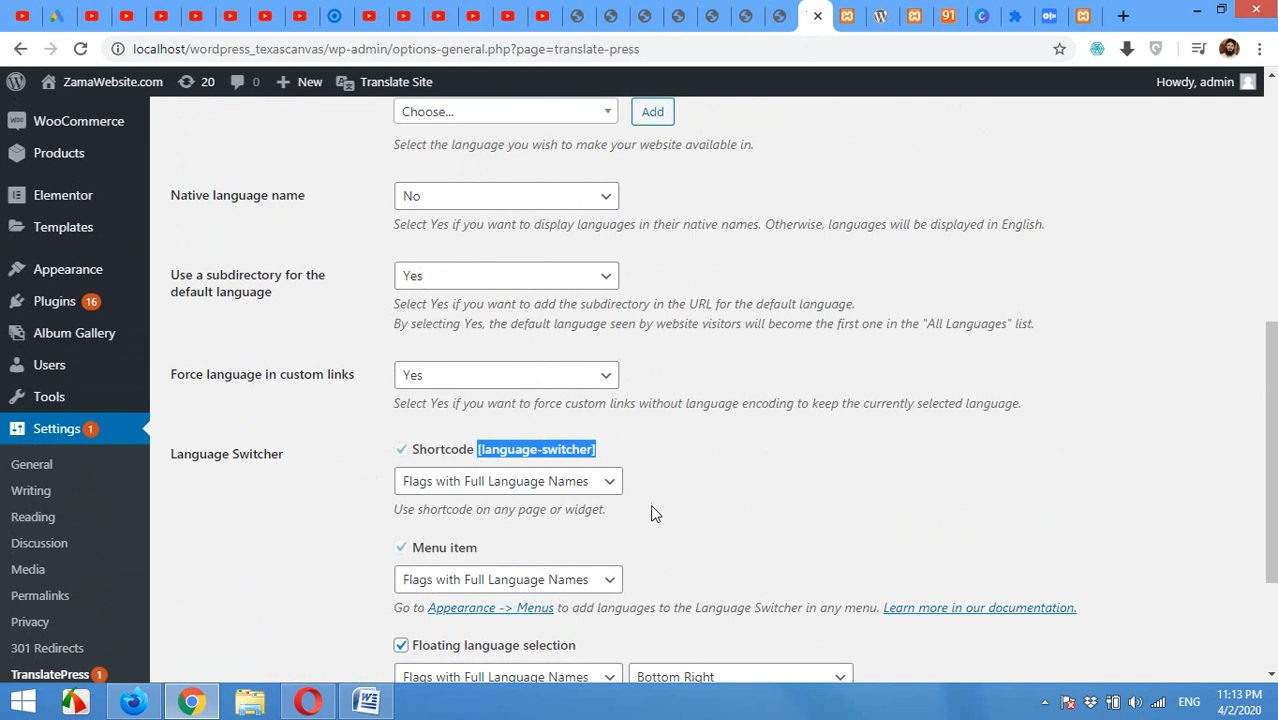 localhost/wordpress_texascanvas/wp-admin/options-general.php?page=translate-press
ZamaWebsite.com 20 0 New Translate Site Howdy, admin
WooCommerce
Products
Elementor
Templates
Appearance
Plugins 16
Album Gallery
Users
Tools
Settings 1
General
Writing
Reading
Discussion
Media
Permalinks
Privacy
301 Redirects
TranslatePress 1
Choose... Add
Select the language you wish to make your website available in.
Native language name No
Select Yes if you want to display languages in their native names. Otherwise, languages will be displayed in English.
Use a subdirectory for the default language Yes
Select Yes if you want to add the subdirectory in the URL for the default language.
By selecting Yes, the default language seen by website visitors will become the first one in the "All Languages" list.
Force language in custom links Yes
Select Yes if you want to force custom links without language encoding to keep the currently selected language.
Language Switcher Shortcode [language-switcher]
Flags with Full Language Names
Use shortcode on any page or widget.
Menu item
Flags with Full Language Names
Go to Appearance -> Menus to add languages to the Language Switcher in any menu. Learn more in our documentation.
Floating language selection
Flags with Full Language Names Bottom Right
ENG
11:13 PM
4/2/2020
91